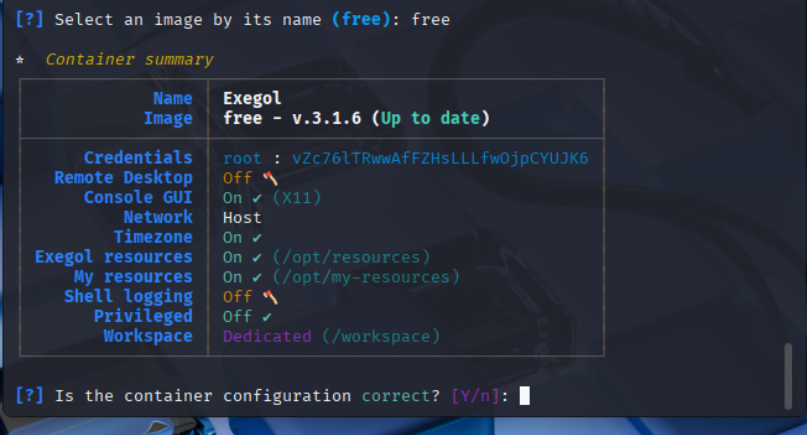 [?] Select an image by its name (free): free
* Container summary
Name Exegol
Image free - v.3.1.6 (Up to date)
Credentials root : vZc76lTRwwAfFZHsLLLfwOjpCYUJK6
Remote Desktop Off 🪓
Console GUI On ✔ (X11)
Network Host
Timezone On ✔
Exegol resources On ✔ (/opt/resources)
My resources On ✔ (/opt/my-resources)
Shell logging Off 🪓
Privileged Off ✔
Workspace Dedicated (/workspace)
[?] Is the container configuration correct? [Y/n]: